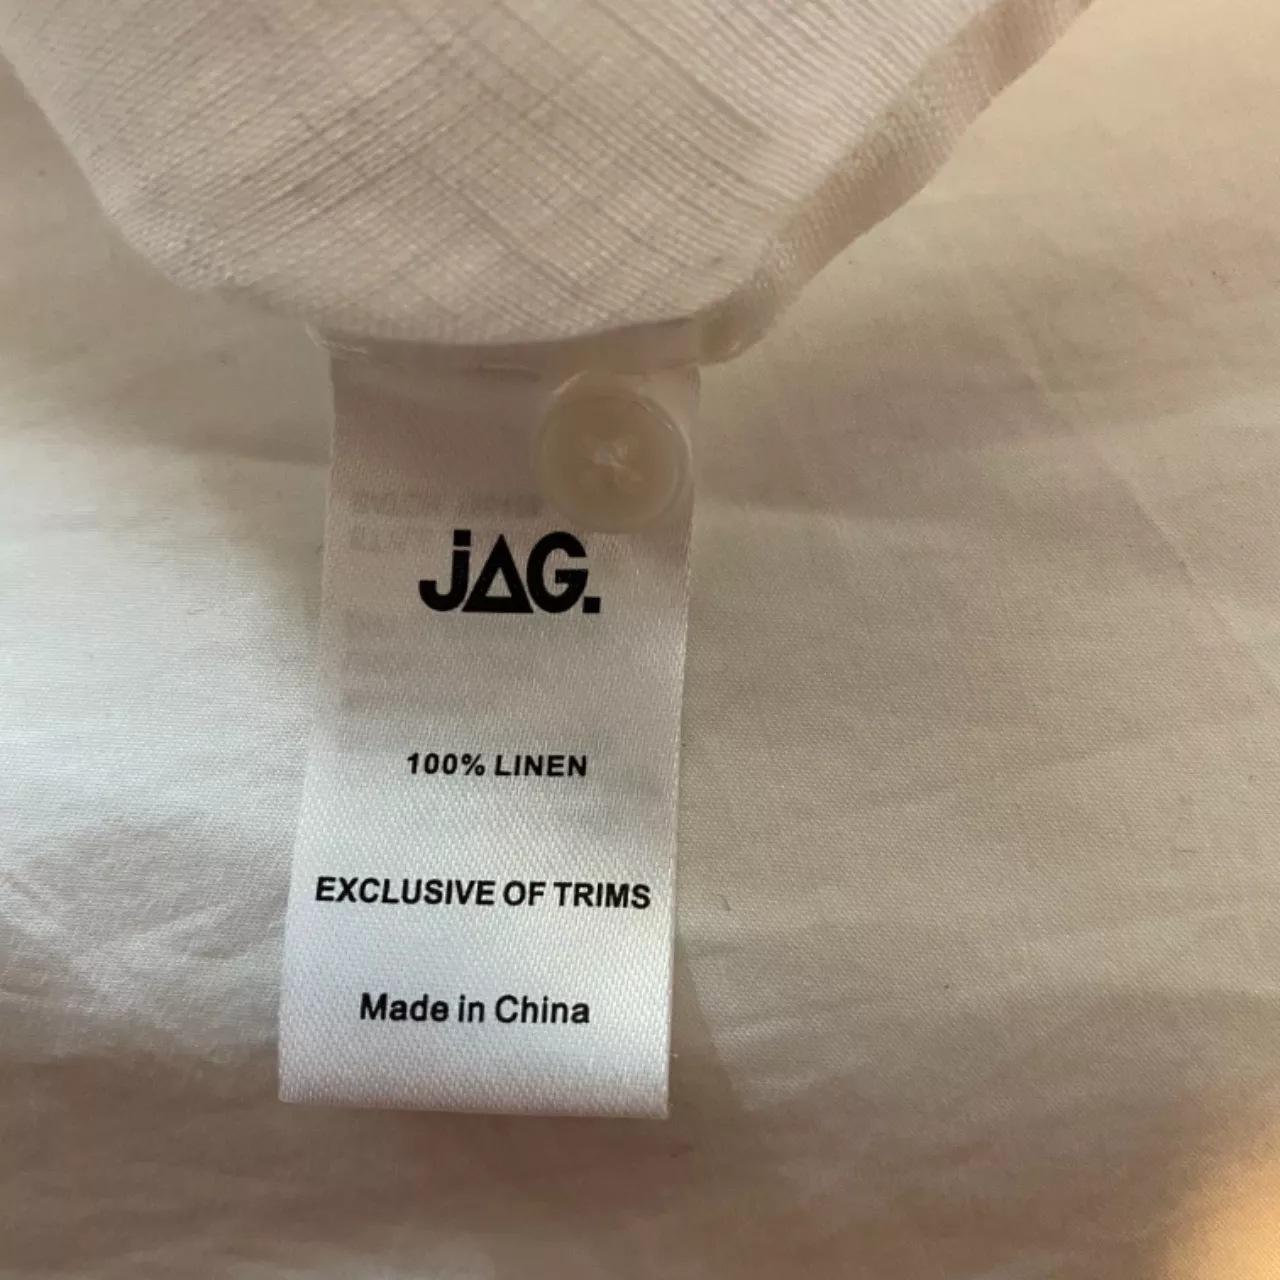 jAG.
100% LINEN
EXCLUSIVE OF TRIMS
Made in China